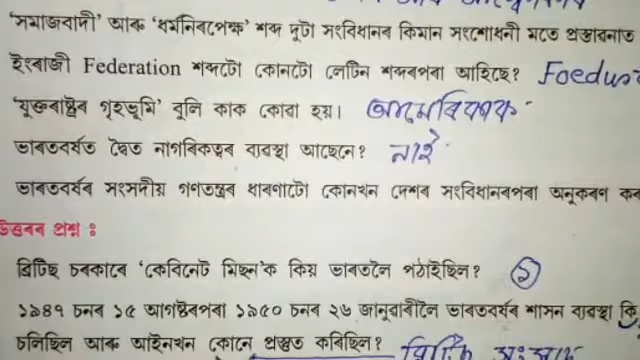 'সমাজবাদী' আৰু 'ধৰ্মনিৰপেক্ষ' শব্দ দুটা সংবিধানৰ কিমান সংশোধনী মতে প্ৰস্তাৱনাত
ইংৰাজী Federation শব্দটো কোনটো লেটিন শব্দৰপৰা আহিছে? Foedus
'যুক্তৰাষ্ট্ৰৰ গৃহভূমি' বুলি কাক কোৱা হয়। আমেৰিকাক
ভাৰতবৰ্ষত দ্বৈত নাগৰিকত্বৰ ব্যৱস্থা আছেনে? নাই
ভাৰতবৰ্ষৰ সংসদীয় গণতন্ত্ৰৰ ধাৰণাটো কোনখন দেশৰ সংবিধানৰপৰা অনুকৰণ কৰ
উত্তৰৰ প্ৰশ্ন :
ব্ৰিটিছ চৰকাৰে 'কেবিনেট মিছন'ক কিয় ভাৰতলৈ পঠাইছিল? ১
১৯৪৭ চনৰ ১৫ আগষ্টৰপৰা ১৯৫০ চনৰ ২৬ জানুৱাৰীলৈ ভাৰতবৰ্ষৰ শাসন ব্যৱস্থা কি
চলিছিল আৰু আইনখন কোনে প্ৰস্তুত কৰিছিল?